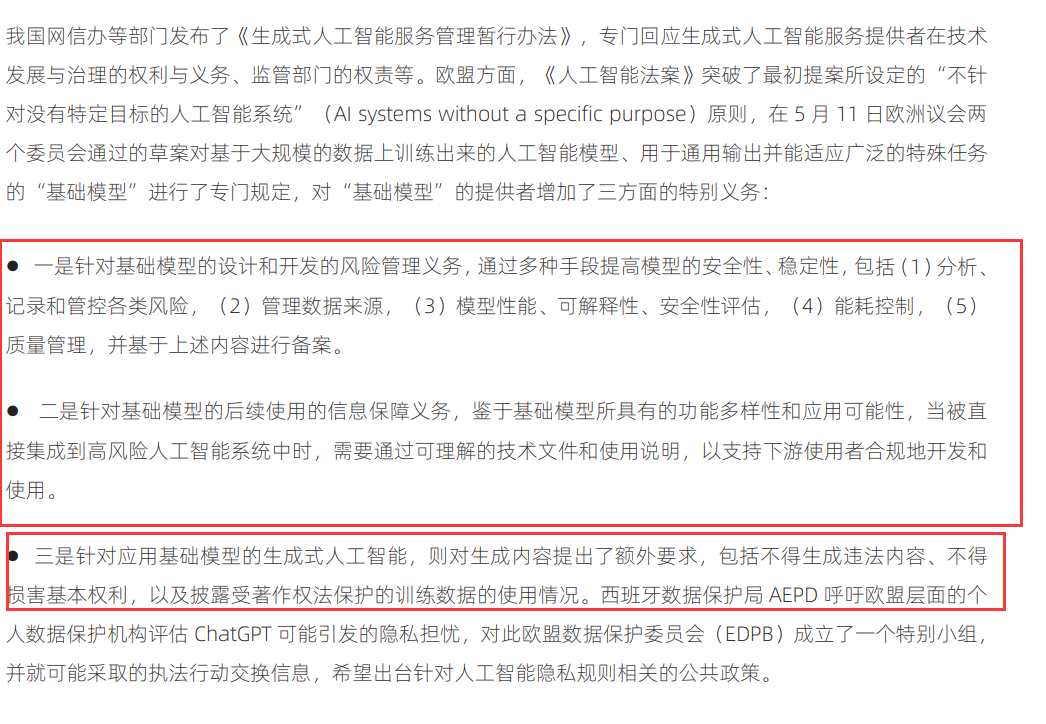 我国网信办等部门发布了《生成式人工智能服务管理暂行办法》，专门回应生成式人工智能服务提供者在技术
发展与治理的权利与义务、监管部门的权责等。欧盟方面，《人工智能法案》突破了最初提案所设定的“不针
对没有特定目标的人工智能系统”（AI systems without a specific purpose）原则，在 5 月 11 日欧洲议会两
个委员会通过的草案对基于大规模的数据上训练出来的人工智能模型、用于通用输出并能适应广泛的特殊任务
的“基础模型”进行了专门规定，对“基础模型”的提供者增加了三方面的特别义务：
● 一是针对基础模型的设计和开发的风险管理义务，通过多种手段提高模型的安全性、稳定性，包括（1）分析、
记录和管控各类风险，（2）管理数据来源，（3）模型性能、可解释性、安全性评估，（4）能耗控制，（5）
质量管理，并基于上述内容进行备案。
● 二是针对基础模型的后续使用的信息保障义务，鉴于基础模型所具有的功能多样性和应用可能性，当被直
接集成到高风险人工智能系统中时，需要通过可理解的技术文件和使用说明，以支持下游使用者合规地开发和
使用。
● 三是针对应用基础模型的生成式人工智能，则对生成内容提出了额外要求，包括不得生成违法内容、不得
损害基本权利，以及披露受著作权法保护的训练数据的使用情况。西班牙数据保护局 AEPD 呼吁欧盟层面的个
人数据保护机构评估 ChatGPT 可能引发的隐私担忧，对此欧盟数据保护委员会（EDPB）成立了一个特别小组，
并就可能采取的执法行动交换信息，希望出台针对人工智能隐私规则相关的公共政策。